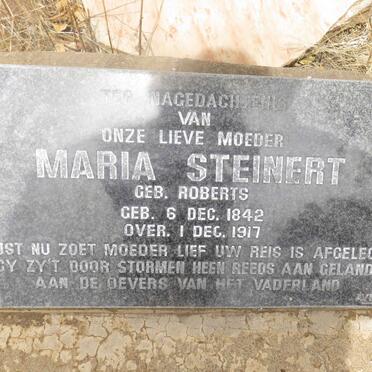 TER NAGEDACHTENIS
VAN
ONZE LIEVE MOEDER
MARIA STEINERT
GEB. ROBERTS
GEB. 6 DEC. 1842
OVER. 1 DEC. 1917
NU ZOET MOEDER LIEF UW REIS IS AFGELEGD
GY ZY'T DOOR STORMEN HEEN REEDS AAN GELAND
AAN DE OEVERS VAN HET VADERLAND